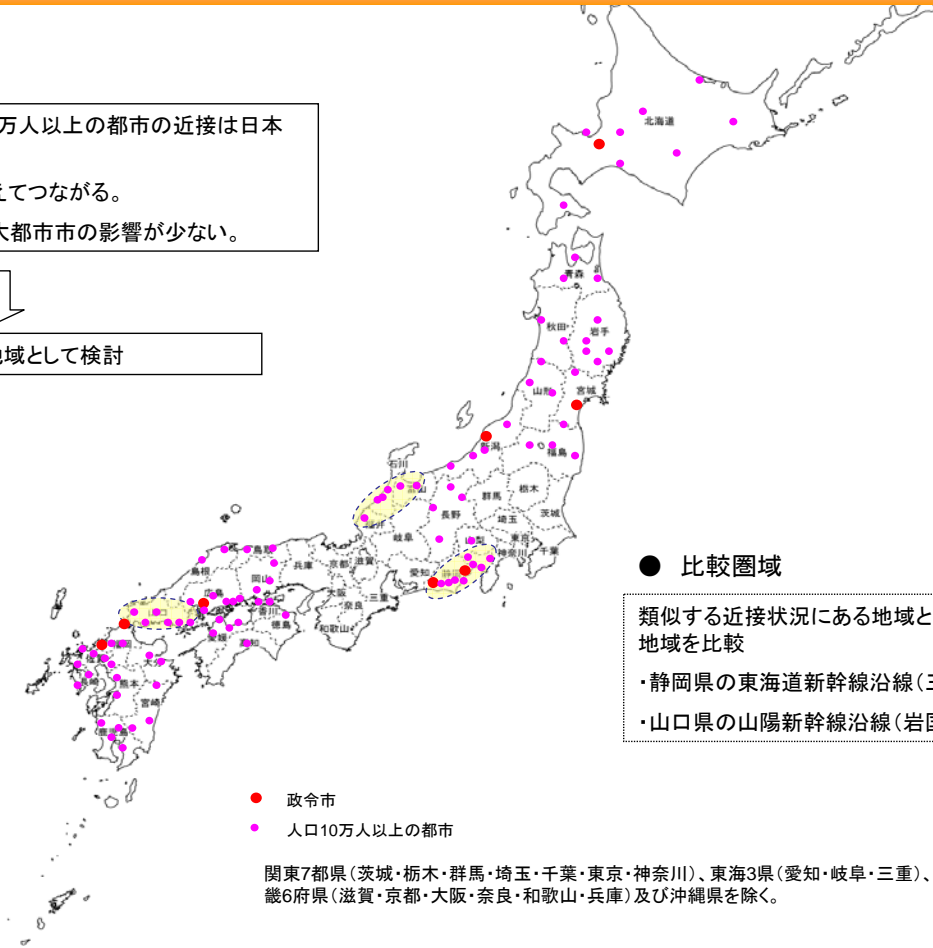 万人以上の都市の近接は日本
えてつながる。
大都市市の影響が少ない。
地域として検討
北海道
青森
秋田
岩手
山形
宮城
新潟
福島
石川
富山
福井
群馬
栃木
長野
埼玉
茨城
岐阜
山梨
東京
神奈川
千葉
愛知
静岡
鳥取
島根
兵庫
京都
滋賀
岡山
広島
大阪
奈良
三重
和歌山
山口
香川
徳島
愛媛
高知
福岡
佐賀
大分
長崎
熊本
宮崎
鹿児島
● 比較圏域
類似する近接状況にある地域と
地域を比較
・静岡県の東海道新幹線沿線(三
・山口県の山陽新幹線沿線(岩国
政令市
人口10万人以上の都市
関東7都県(茨城・栃木・群馬・埼玉・千葉・東京・神奈川)、東海3県(愛知・岐阜・三重)、
畿6府県(滋賀・京都・大阪・奈良・和歌山・兵庫)及び沖縄県を除く。